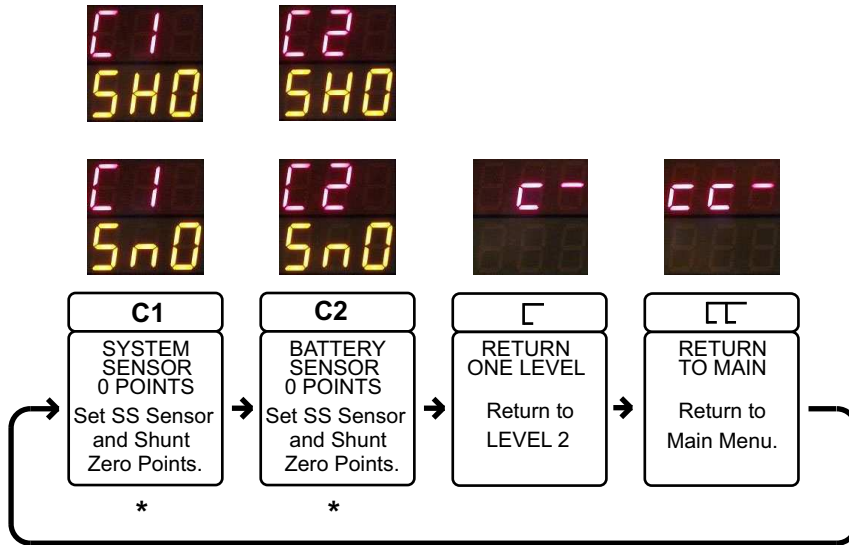 C1
SH0
C2
SH0
C1
Sn0
C2
Sn0
c-
cc-
C1
SYSTEM
SENSOR
0 POINTS
Set SS Sensor
and Shunt
Zero Points.
*
C2
BATTERY
SENSOR
0 POINTS
Set SS Sensor
and Shunt
Zero Points.
*
RETURN
ONE LEVEL
Return to
LEVEL 2
RETURN
TO MAIN
Return to
Main Menu.